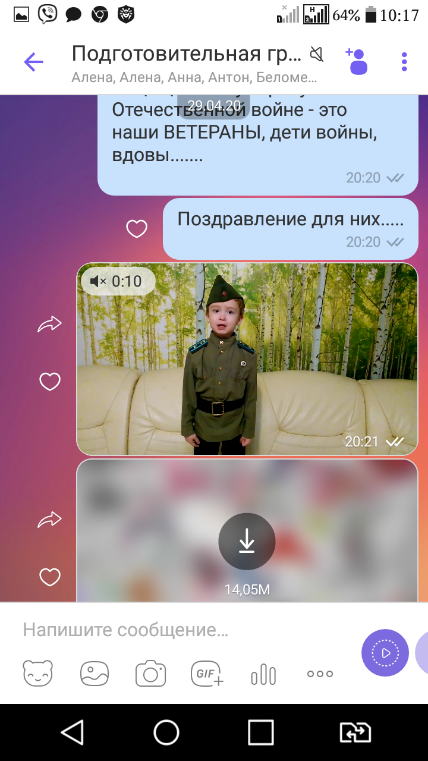 64% 10:17
Подготовительная гр...
Алена, Алена, Анна, Антон, Беломе...
29.04.20
Отечественной войне - это
наши ВЕТЕРАНЫ, дети войны,
вдовы.......
20:20
Поздравление для них.....
20:20
0:10
20:21
14,05M
Напишите сообщение...
GIF